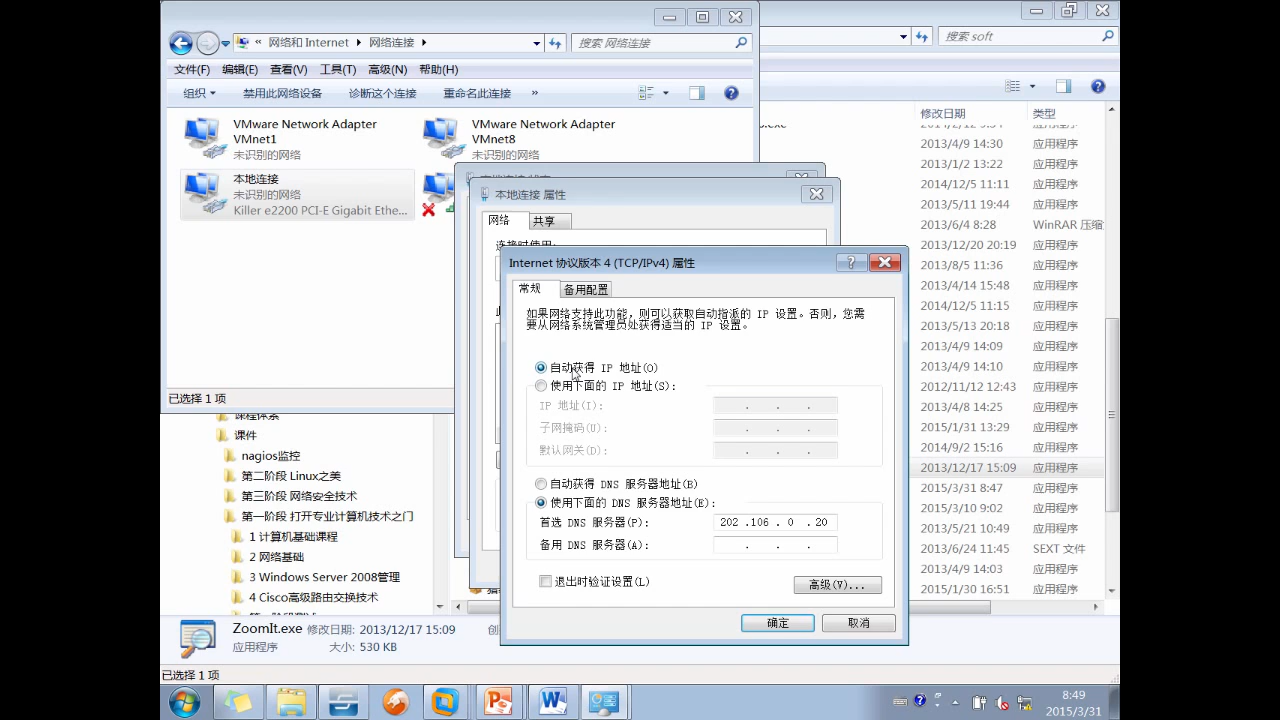 网络和 Internet
网络连接
搜索 网络连接
搜索 soft
文件(F)
编辑(E)
查看(V)
工具(T)
高级(N)
帮助(H)
组织
禁用此网络设备
诊断这个连接
重命名此连接
»
VMware Network Adapter
VMnet1
未识别的网络
VMware Network Adapter
VMnet8
未识别的网络
本地连接
未识别的网络
Killer e2200 PCI-E Gigabit Ethe...
已选择 1 项
修改日期
类型
2013/4/9 14:30
应用程序
2013/1/2 13:22
应用程序
2014/12/5 11:11
应用程序
2013/5/11 19:44
应用程序
2013/6/4 8:28
WinRAR 压缩
2013/12/20 20:19
应用程序
2013/8/5 11:36
应用程序
2013/4/14 15:48
应用程序
2014/12/5 11:15
应用程序
2013/5/13 20:18
应用程序
2013/4/9 14:09
应用程序
2013/4/9 14:10
应用程序
2012/11/12 12:43
应用程序
2013/4/8 14:25
应用程序
2015/1/31 13:29
应用程序
2014/9/2 15:16
应用程序
2013/12/17 15:09
应用程序
2015/3/31 8:47
应用程序
2015/3/10 9:02
应用程序
2013/5/21 10:49
应用程序
2013/6/24 11:45
SEXT 文件
2013/4/9 14:03
应用程序
2015/1/30 16:51
应用程序
本地连接 属性
网络
共享
连接时使用:
Internet 协议版本 4 (TCP/IPv4) 属性
常规
备用配置
如果网络支持此功能，则可以获取自动指派的 IP 设置。否则，您需
要从网络系统管理员处获得适当的 IP 设置。
自动获得 IP 地址(O)
使用下面的 IP 地址(S):
IP 地址(I):
子网掩码(U):
默认网关(D):
自动获得 DNS 服务器地址(B)
使用下面的 DNS 服务器地址(E):
首选 DNS 服务器(P):
202 .106 . 0 . 20
备用 DNS 服务器(A):
退出时验证设置(L)
高级(V)...
确定
取消
课程体系
课件
nagios监控
第二阶段 Linux之美
第三阶段 网络安全技术
第一阶段 打开专业计算机技术之门
1 计算机基础课程
2 网络基础
3 Windows Server 2008管理
4 Cisco高级路由交换技术
ZoomIt.exe
修改日期: 2013/12/17 15:09
创
应用程序
大小: 530 KB
已选择 1 项
8:49
2015/3/31